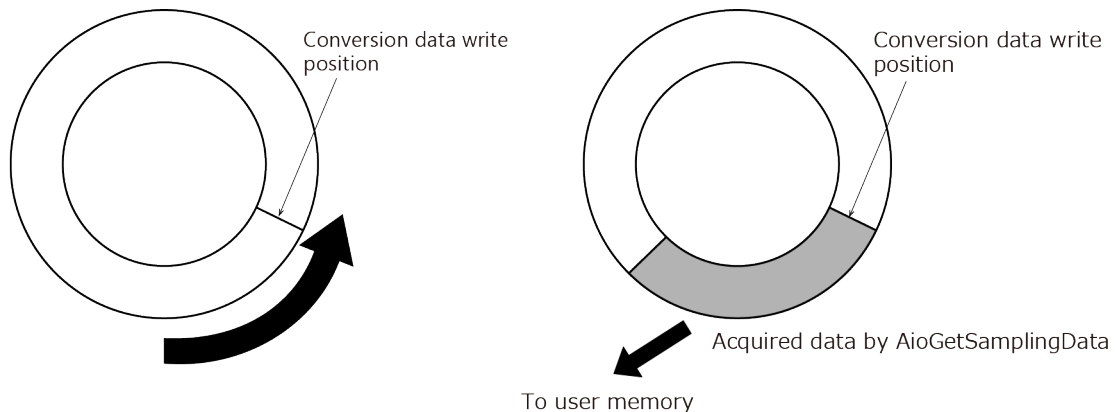 Conversion data write
position
Conversion data write
position
Acquired data by AioGetSamplingData
To user memory